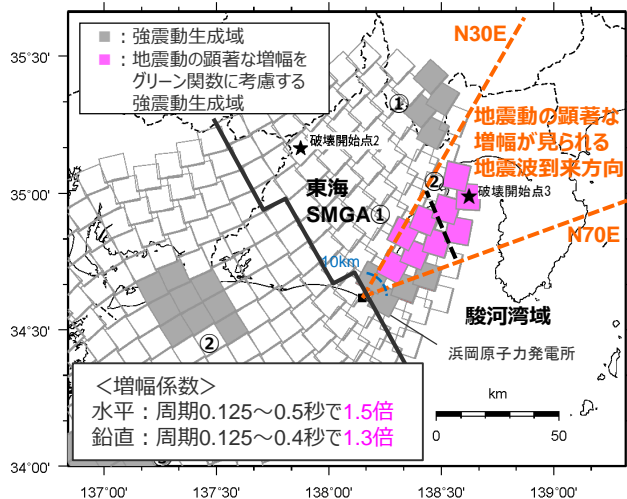 ■：強震動生成域
■：地震動の顕著な増幅を
グリーン関数に考慮する
強震動生成域
N30E
地震動の顕著な
増幅が見られる
地震波到来方向
①
★破壊開始点2
②
★破壊開始点3
東海
SMGA①
N70E
10km
駿河湾域
浜岡原子力発電所
②
＜増幅係数＞
水平：周期0.125～0.5秒で1.5倍
鉛直：周期0.125～0.4秒で1.3倍
km
0 50
35°30'
35°00'
34°30'
34°00'
137°00' 137°30' 138°00' 138°30' 139°00'